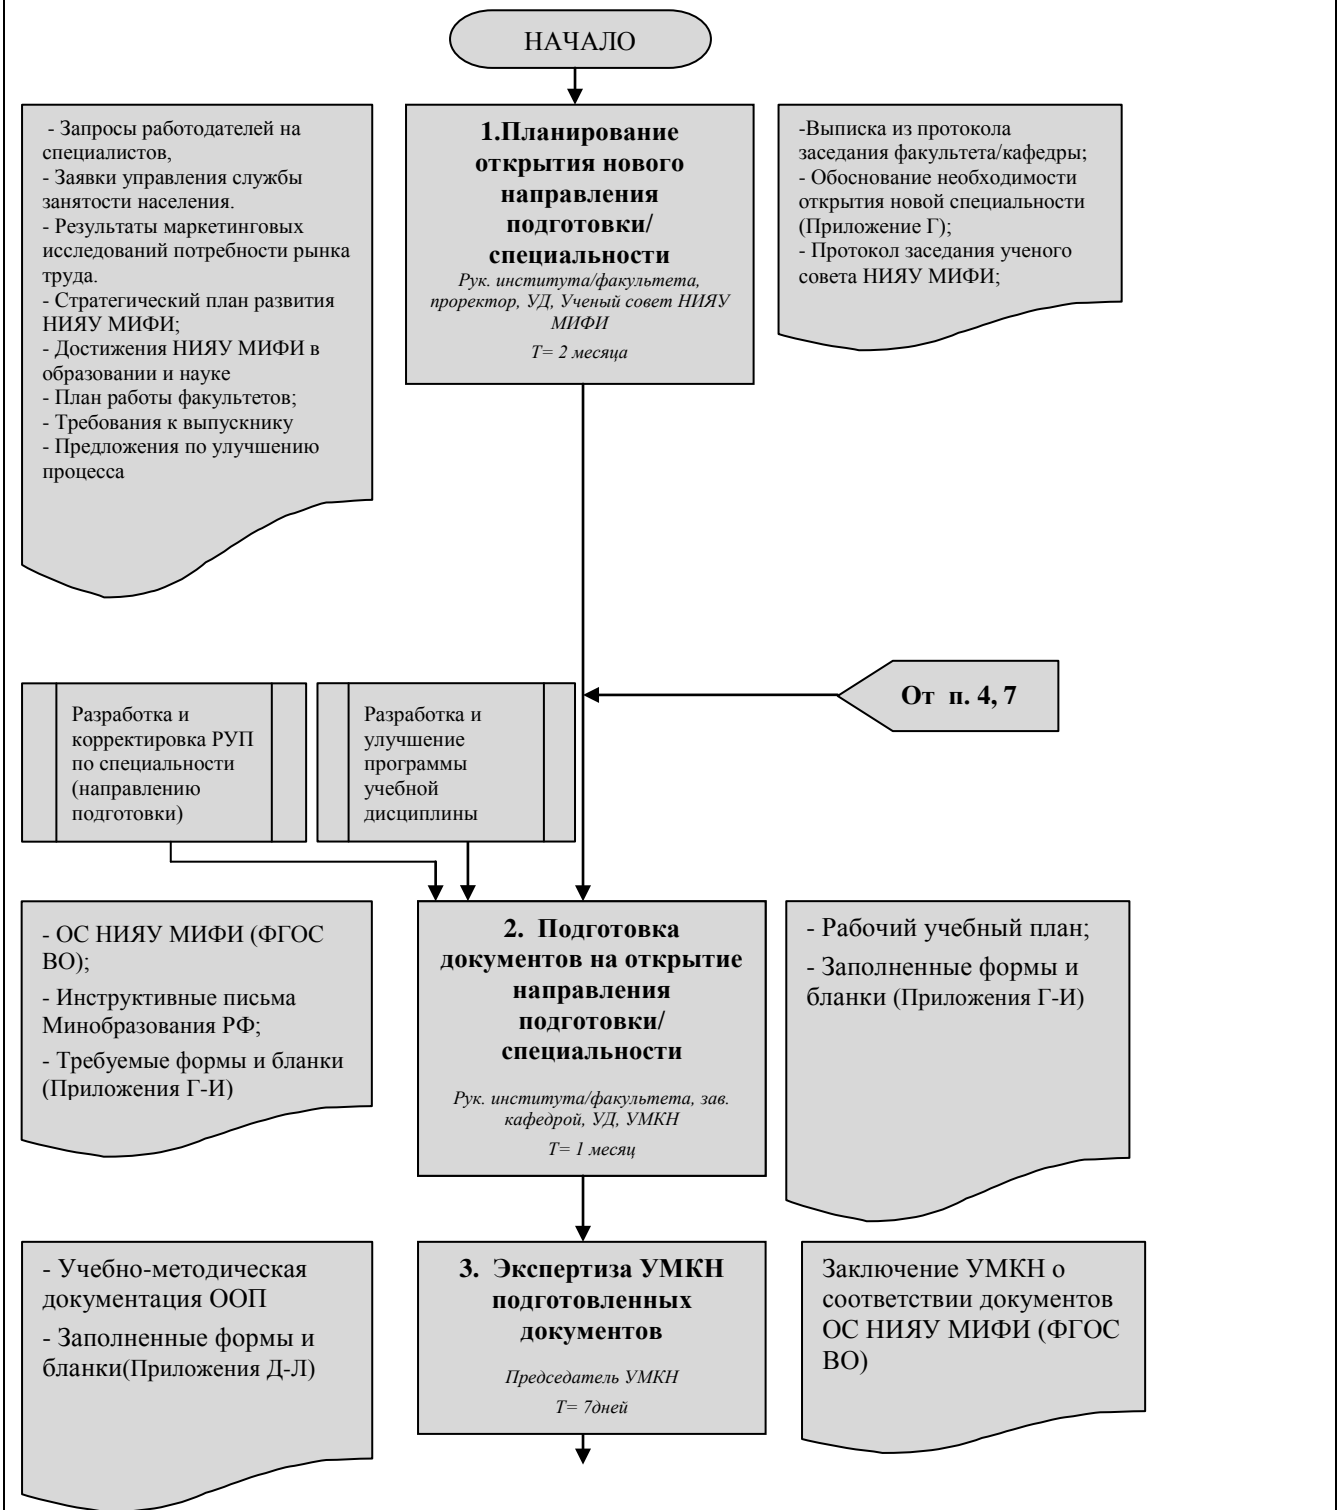 НАЧАЛО
- Запросы работодателей на
специалистов,
- Заявки управления службы
занятости населения.
- Результаты маркетинговых
исследований потребности рынка
труда.
- Стратегический план развития
НИЯУ МИФИ;
- Достижения НИЯУ МИФИ в
образовании и науке
- План работы факультетов;
- Требования к выпускнику
- Предложения по улучшению
процесса
1.Планирование
открытия нового
направления
подготовки/
специальности
Рук. института/факультета,
проректор, УД, Ученый совет НИЯУ
МИФИ
Т= 2 месяца
-Выписка из протокола
заседания факультета/кафедры;
- Обоснование необходимости
открытия новой специальности
(Приложение Г);
- Протокол заседания ученого
совета НИЯУ МИФИ;
От п. 4, 7
Разработка и
корректировка РУП
по специальности
(направлению
подготовки)
Разработка и
улучшение
программы
учебной
дисциплины
- ОС НИЯУ МИФИ (ФГОС
ВО);
- Инструктивные письма
Минобразования РФ;
- Требуемые формы и бланки
(Приложения Г-И)
2. Подготовка
документов на открытие
направления
подготовки/
специальности
Рук. института/факультета, зав.
кафедрой, УД, УМКН
Т= 1 месяц
- Рабочий учебный план;
- Заполненные формы и
бланки (Приложения Г-И)
- Учебно-методическая
документация ООП
- Заполненные формы и
бланки(Приложения Д-Л)
3. Экспертиза УМКН
подготовленных
документов
Председатель УМКН
Т= 7дней
Заключение УМКН о
соответствии документов
ОС НИЯУ МИФИ (ФГОС
ВО)